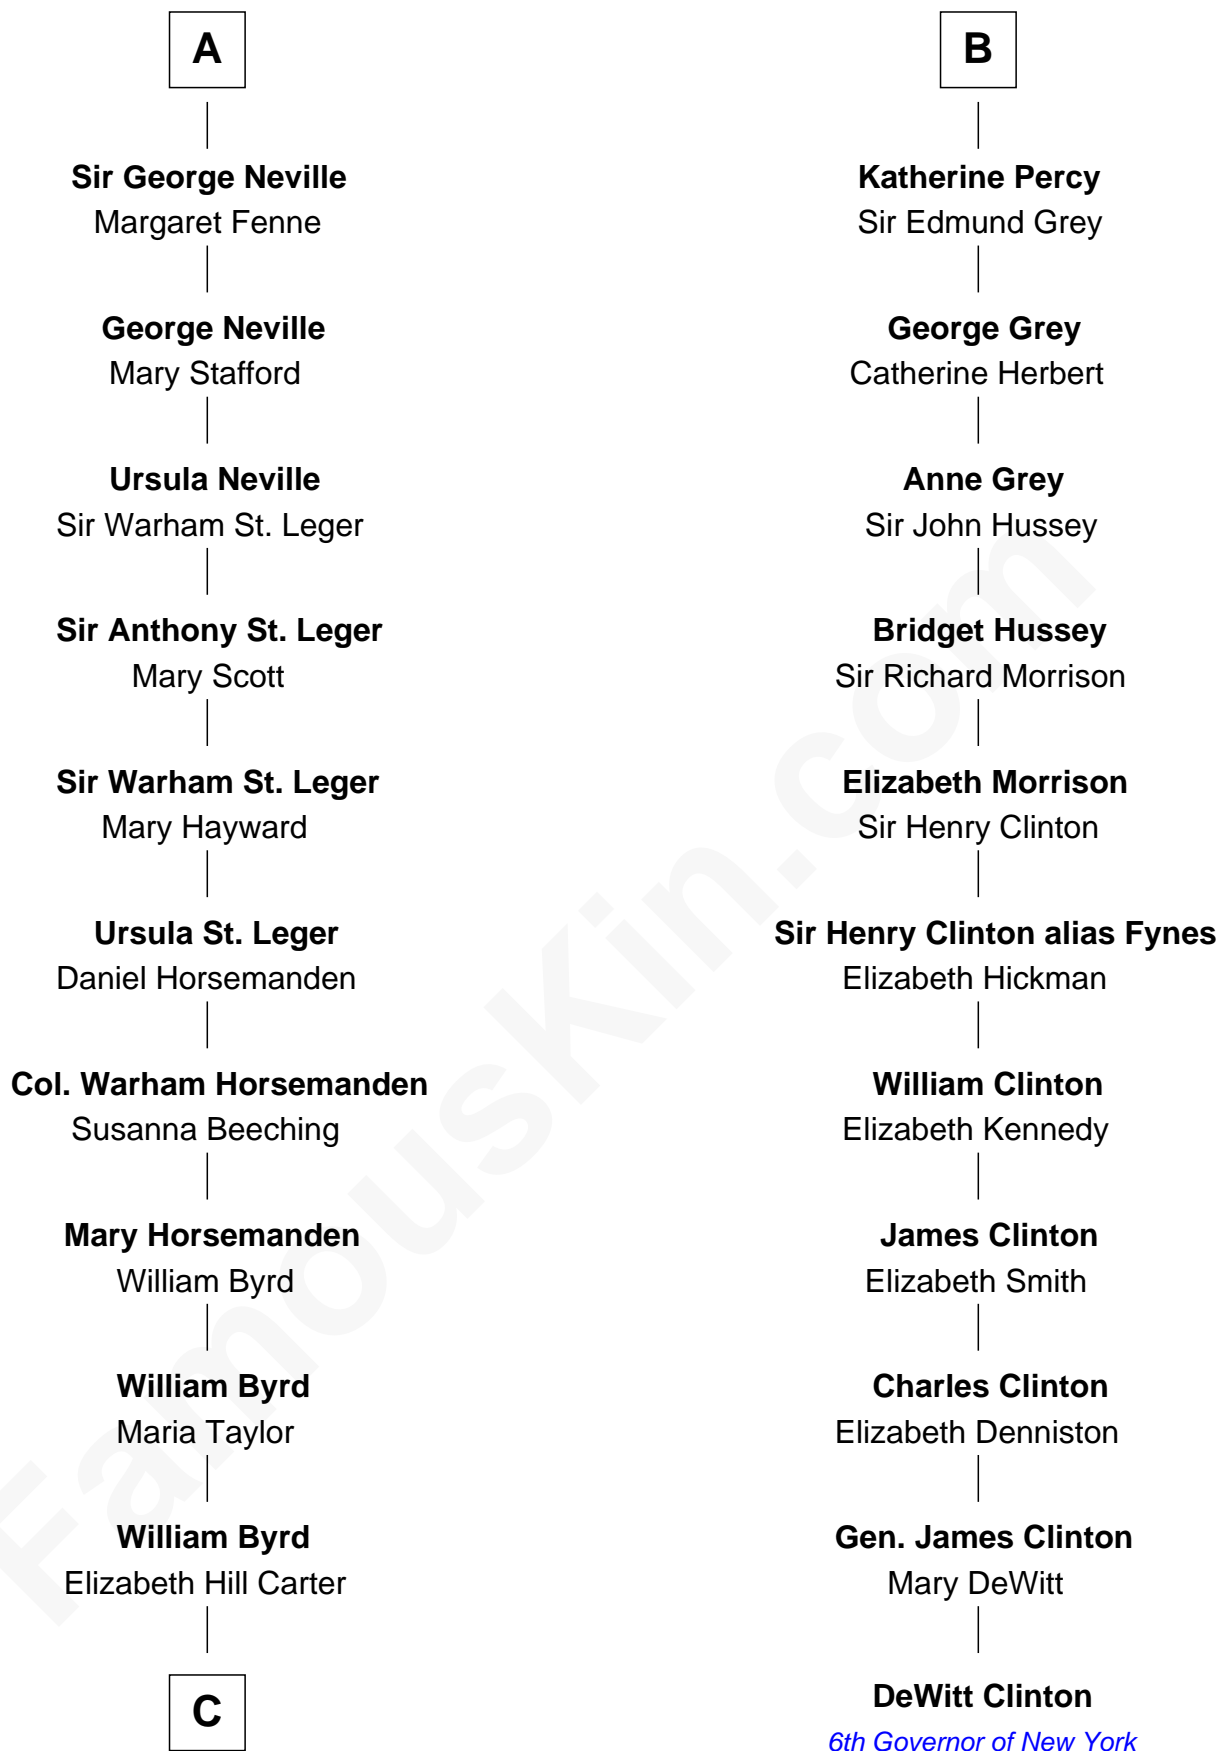 A
Sir George Neville
Margaret Fenne
George Neville
Mary Stafford
Ursula Neville
Sir Warham St. Leger
Sir Anthony St. Leger
Mary Scott
Sir Warham St. Leger
Mary Hayward
Ursula St. Leger
Daniel Horsemanden
Col. Warham Horsemanden
Susanna Beeching
Mary Horsemanden
William Byrd
William Byrd
Maria Taylor
William Byrd
Elizabeth Hill Carter
C
B
Katherine Percy
Sir Edmund Grey
George Grey
Catherine Herbert
Anne Grey
Sir John Hussey
Bridget Hussey
Sir Richard Morrison
Elizabeth Morrison
Sir Henry Clinton
Sir Henry Clinton alias Fynes
Elizabeth Hickman
William Clinton
Elizabeth Kennedy
James Clinton
Elizabeth Smith
Charles Clinton
Elizabeth Denniston
Gen. James Clinton
Mary DeWitt
DeWitt Clinton
6th Governor of New York
FamousKin.com